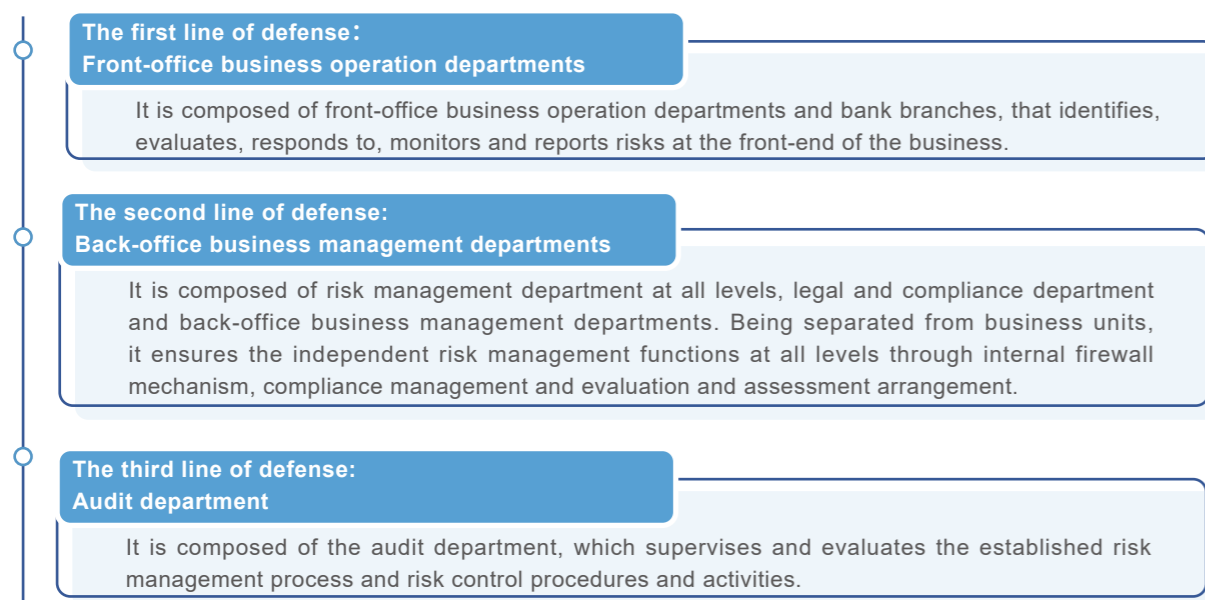 The first line of defense：
Front-office business operation departments
It is composed of front-office business operation departments and bank branches, that identifies,
evaluates, responds to, monitors and reports risks at the front-end of the business.
The second line of defense:
Back-office business management departments
It is composed of risk management department at all levels, legal and compliance department
and back-office business management departments. Being separated from business units,
it ensures the independent risk management functions at all levels through internal firewall
mechanism, compliance management and evaluation and assessment arrangement.
The third line of defense:
Audit department
It is composed of the audit department, which supervises and evaluates the established risk
management process and risk control procedures and activities.